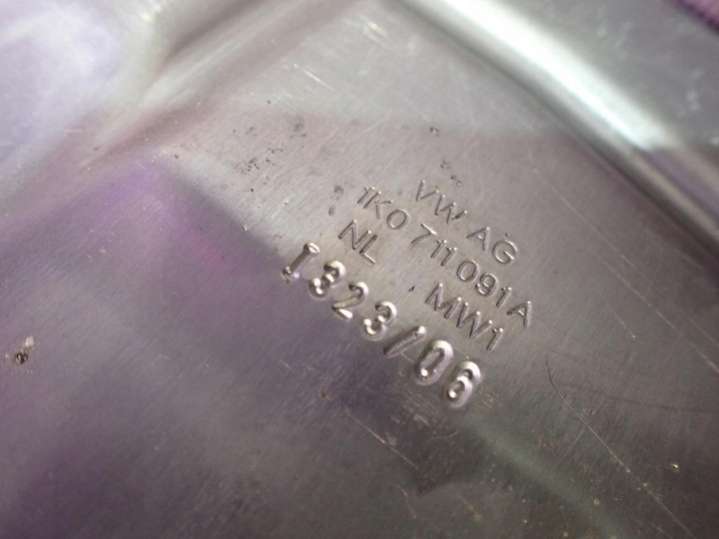 VW AG
1K0 711 091 A
NL MW1
I323/06